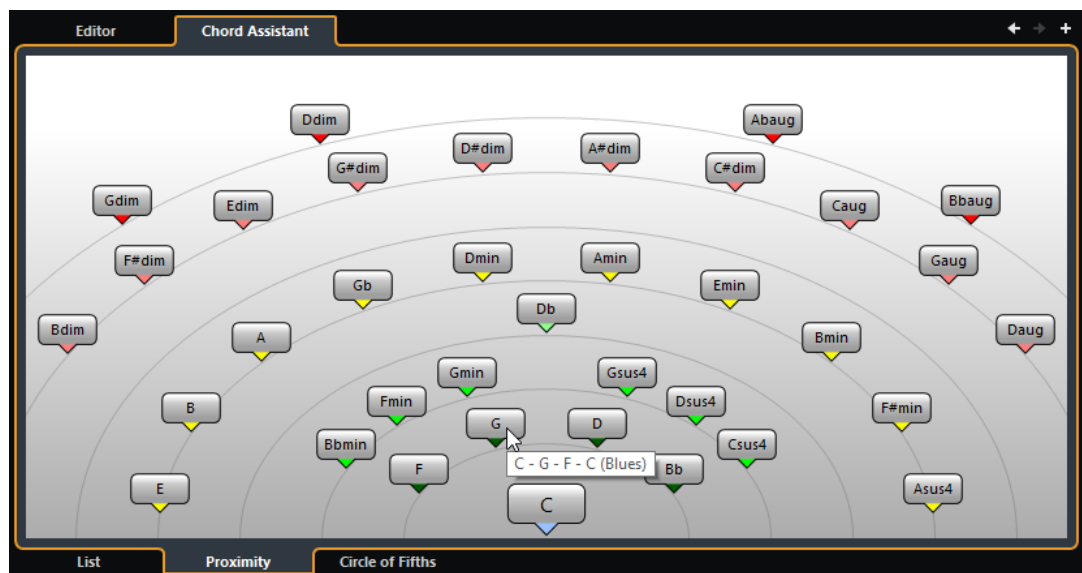 Editor
Chord Assistant
Ddim
Abaug
D#dim
A#dim
G#dim
C#dim
Gdim
Edim
Caug
Bbaug
F#dim
Dmin
Amin
Gaug
Gb
Emin
Db
Bdim
A
Bmin
Daug
Gmin
Gsus4
Fmin
Dsus4
B
F#min
G
D
Bbmin
Csus4
C - G - F - C (Blues)
F
Bb
E
Asus4
C
List
Proximity
Circle of Fifths